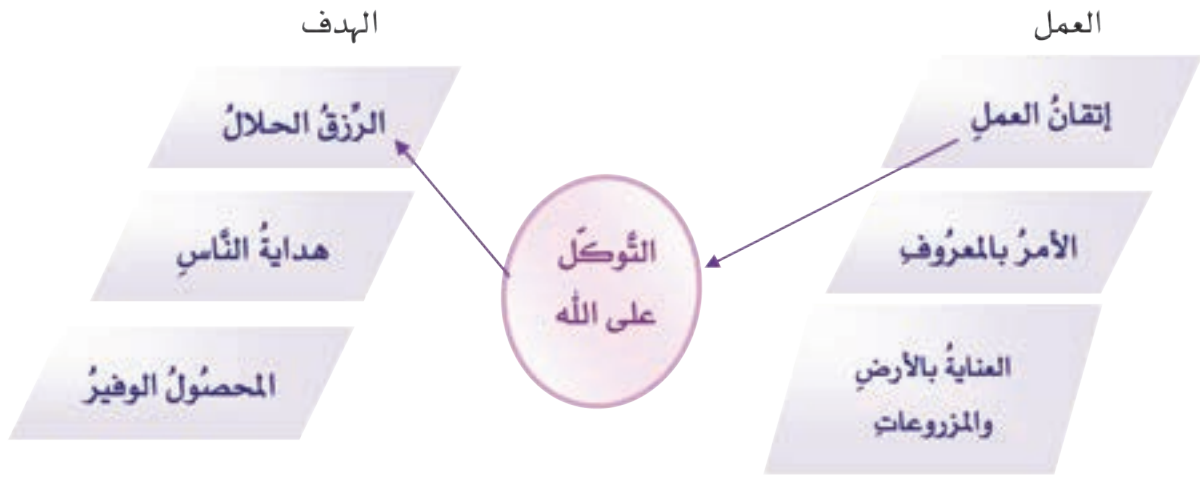 العمل
الهدف
إتقانُ العملِ
الرِّزقُ الحلالُ
الأمرُ بالمعرُوفِ
هدايةُ النَّاسِ
التَّوكّل
على الله
العنايةُ بالأرضِ
والمزروعاتِ
المحصُولُ الوفيرُ